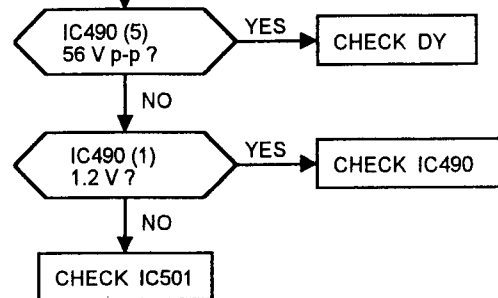 IC490 (5)
56 V p-p ?
YES
CHECK DY
NO
IC490 (1)
1.2 V ?
YES
CHECK IC490
NO
CHECK IC501